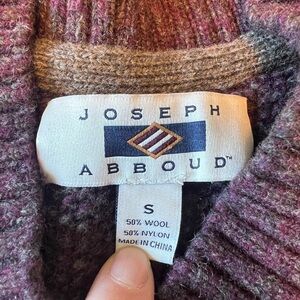 JOSEPH
ABBOUD™
S
50% WOOL
50% NYLON
MADE IN CHINA